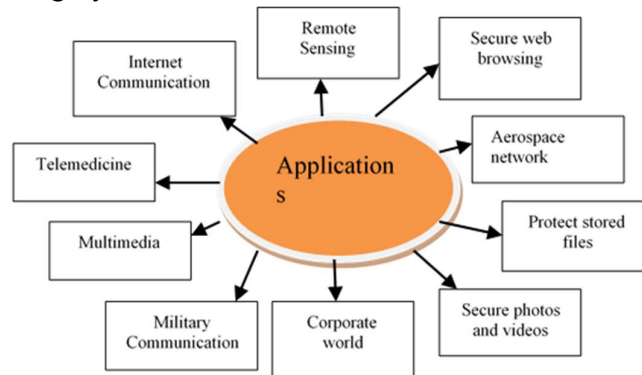 Remote
Sensing
Secure web
browsing
Internet
Communication
Aerospace
network
Telemedicine
Application
s
Protect stored
files
Multimedia
Military
Communication
Corporate
world
Secure photos
and videos